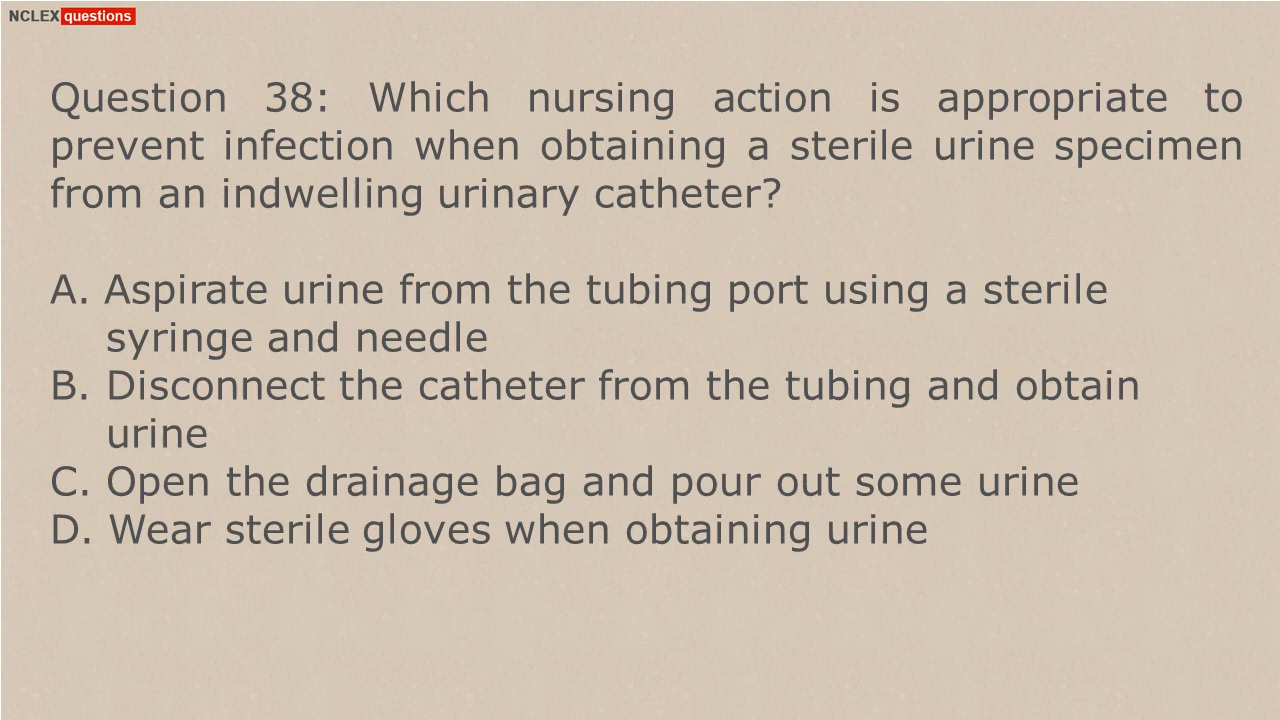 NCLEX questions
Question 38: Which nursing action is appropriate to
prevent infection when obtaining a sterile urine specimen
from an indwelling urinary catheter?
A. Aspirate urine from the tubing port using a sterile
syringe and needle
B. Disconnect the catheter from the tubing and obtain
urine
C. Open the drainage bag and pour out some urine
D. Wear sterile gloves when obtaining urine